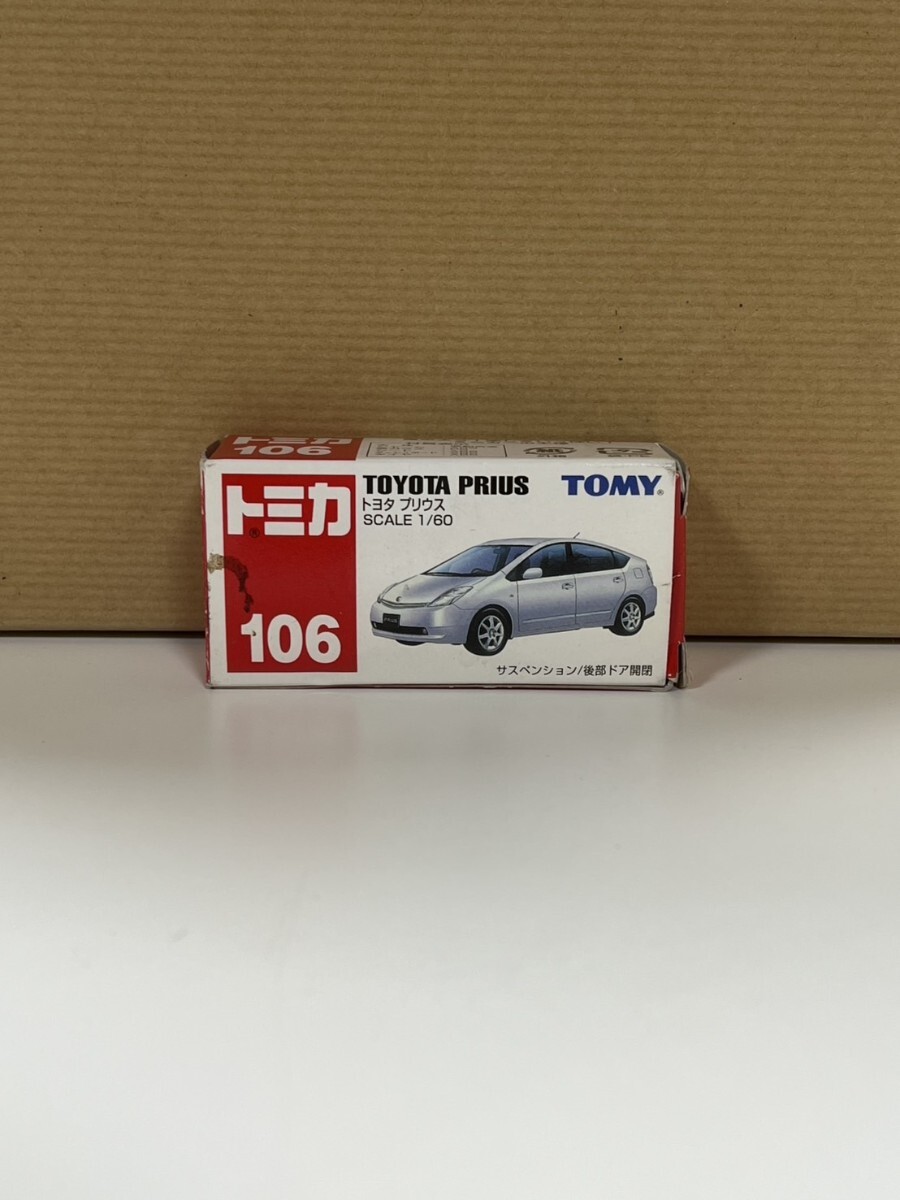 トミカ
106
トミカ®
106
TOYOTA PRIUS
トヨタ プリウス
SCALE 1/60
TOMY®
PRIUS
サスペンション/後部ドア開閉